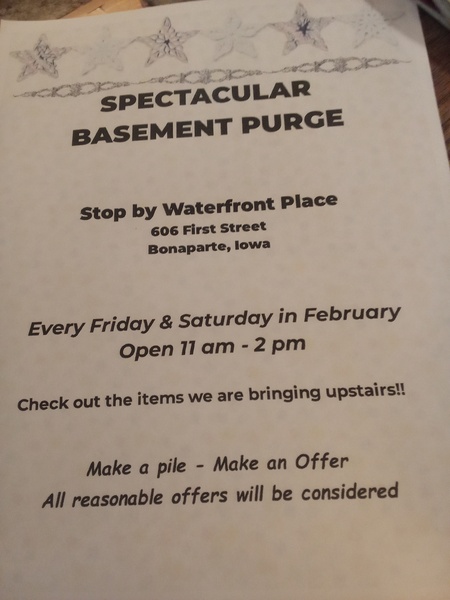 SPECTACULAR
BASEMENT PURGE
Stop by Waterfront Place
606 First Street
Bonaparte, Iowa
Every Friday & Saturday in February
Open 11 am - 2 pm
Check out the items we are bringing upstairs!!
Make a pile - Make an Offer
All reasonable offers will be considered